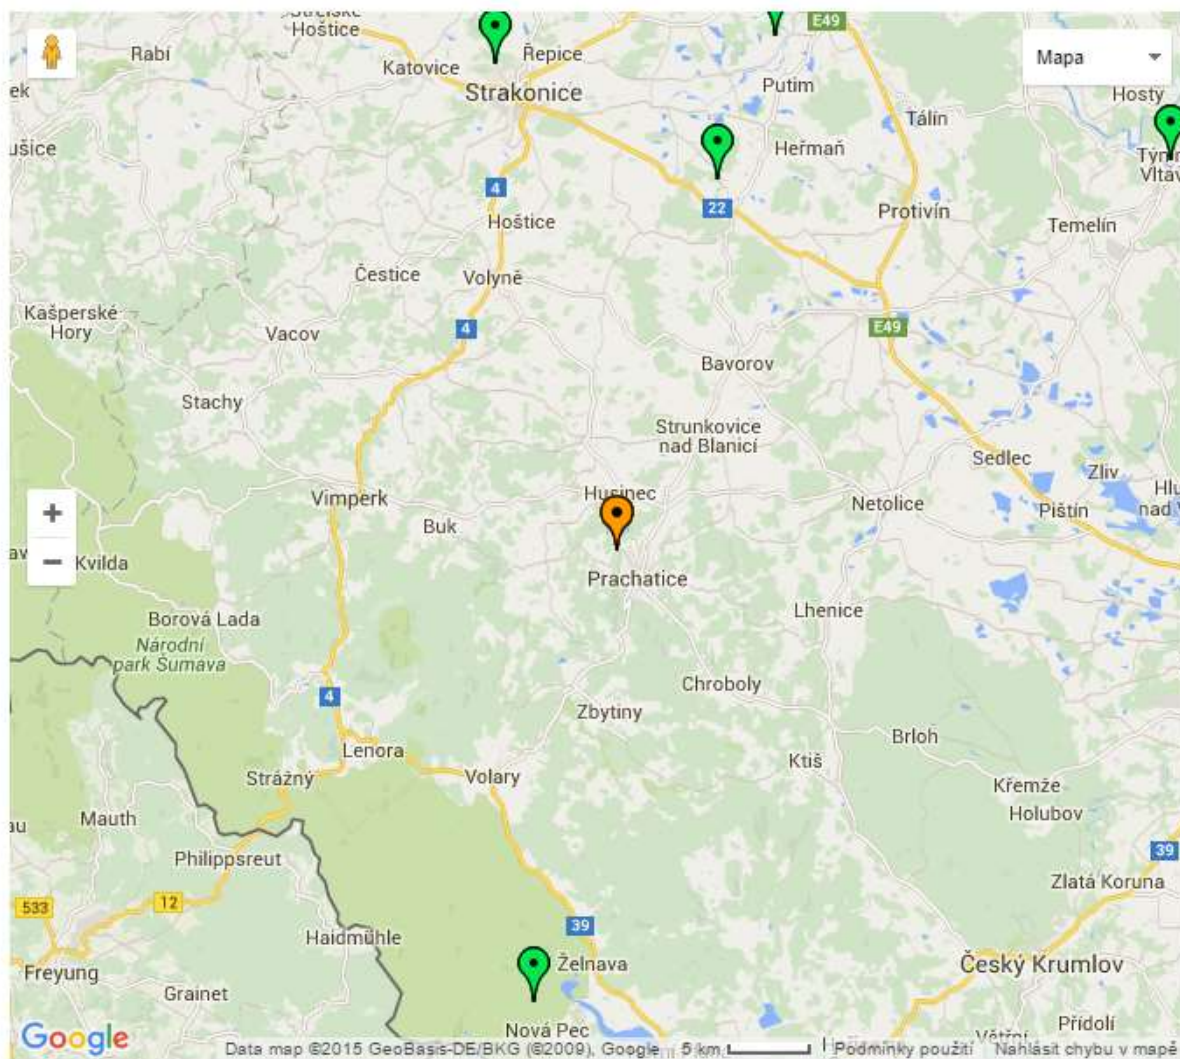 Hoštice
Rabí
Katovice
Řepice
E49
Mapa
Strakonice
Putim
Hosty
Tálín
Heřmaň
4
22
Hoštice
Protivín
Temelín
Čestice
Volyně
Kašperské
Hory
Vacov
4
E49
Bavorov
Stachy
Strunkovice
nad Blanicí
Sedlec
Zliv
Vimperk
Husinec
Netolice
Pištín
Buk
+
−
Kvilda
Prachatice
Borová Lada
Lhenice
Národní
park Šumava
4
Chroboly
Zbytiny
Lenora
Brloh
Strážný
Volary
Ktiš
Křemže
Holubov
Mauth
Philippsreut
39
Zlatá Koruna
533
12
39
Haidmühle
Želnava
Český Krumlov
Freyung
Grainet
Nová Pec
Přídolí
Google
Data map ©2015 GeoBasis-DE/BKG (©2009), Google
5 km
Podmínky použití
Nahlásit chybu v mapě